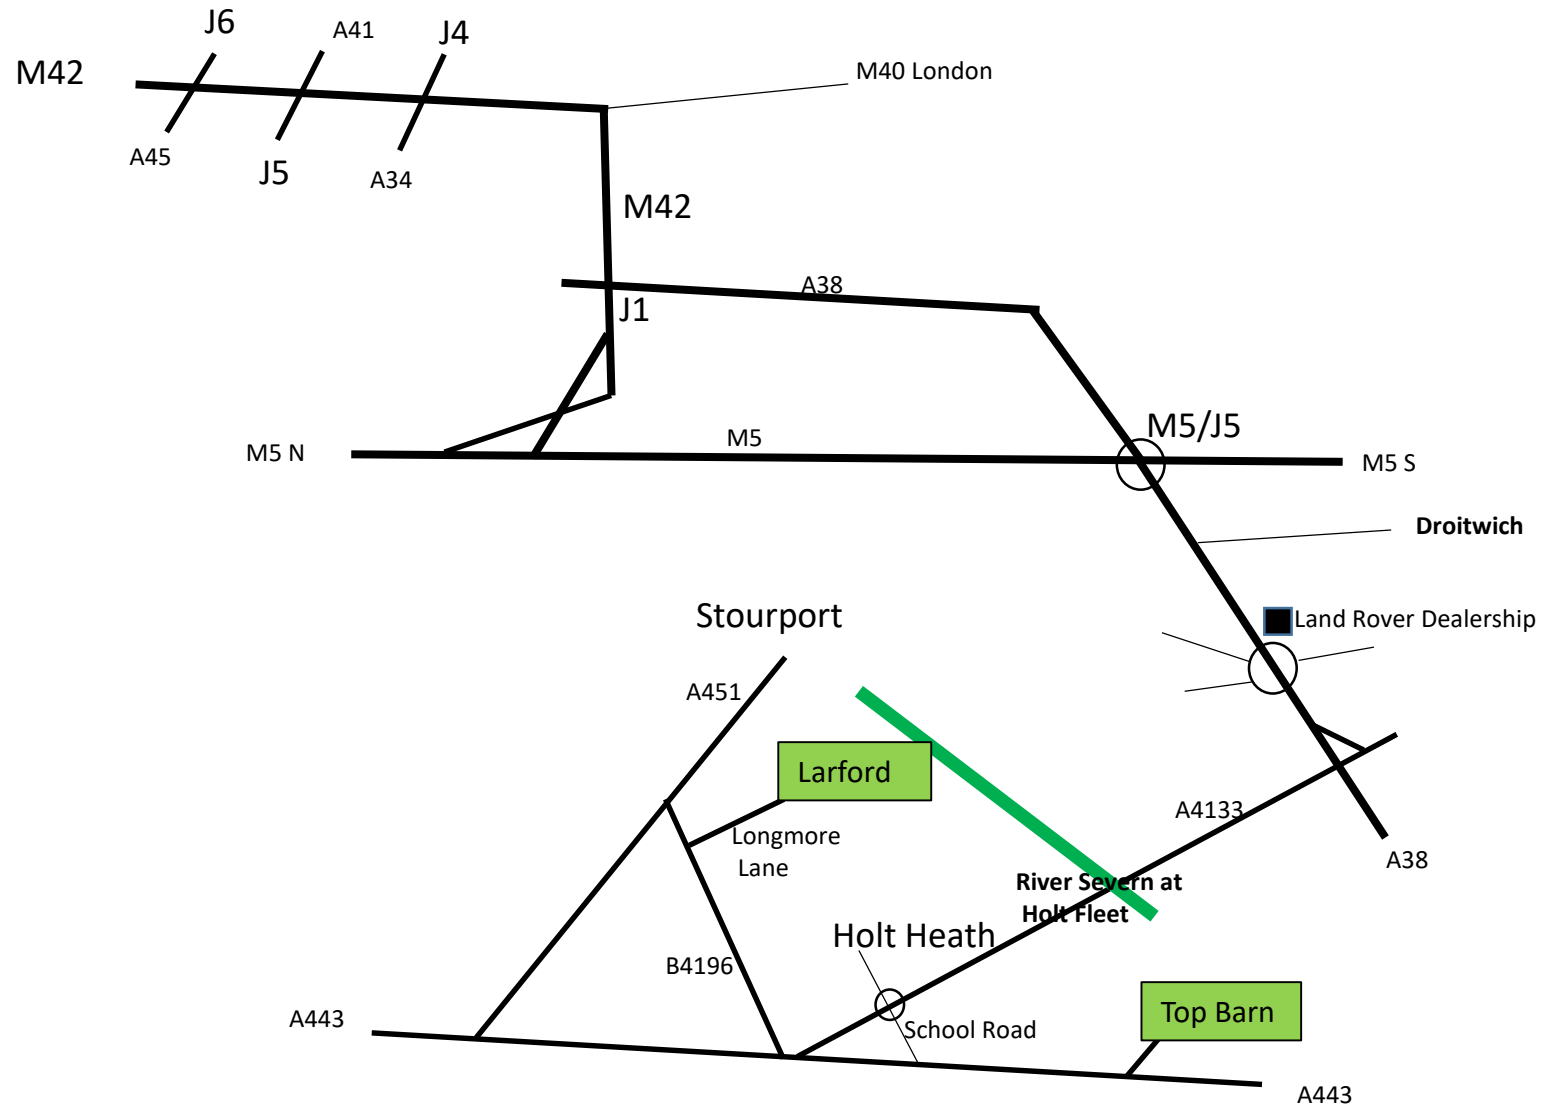 J6
A41
J4
M42
M40 London
A45
J5
A34
M42
A38
J1
M5/J5
M5 N
M5
M5 S
Droitwich
Stourport
Land Rover Dealership
A451
Larford
Longmore
Lane
A4133
A38
River Severn at
Holt Fleet
Holt Heath
B4196
A443
School Road
Top Barn
A443